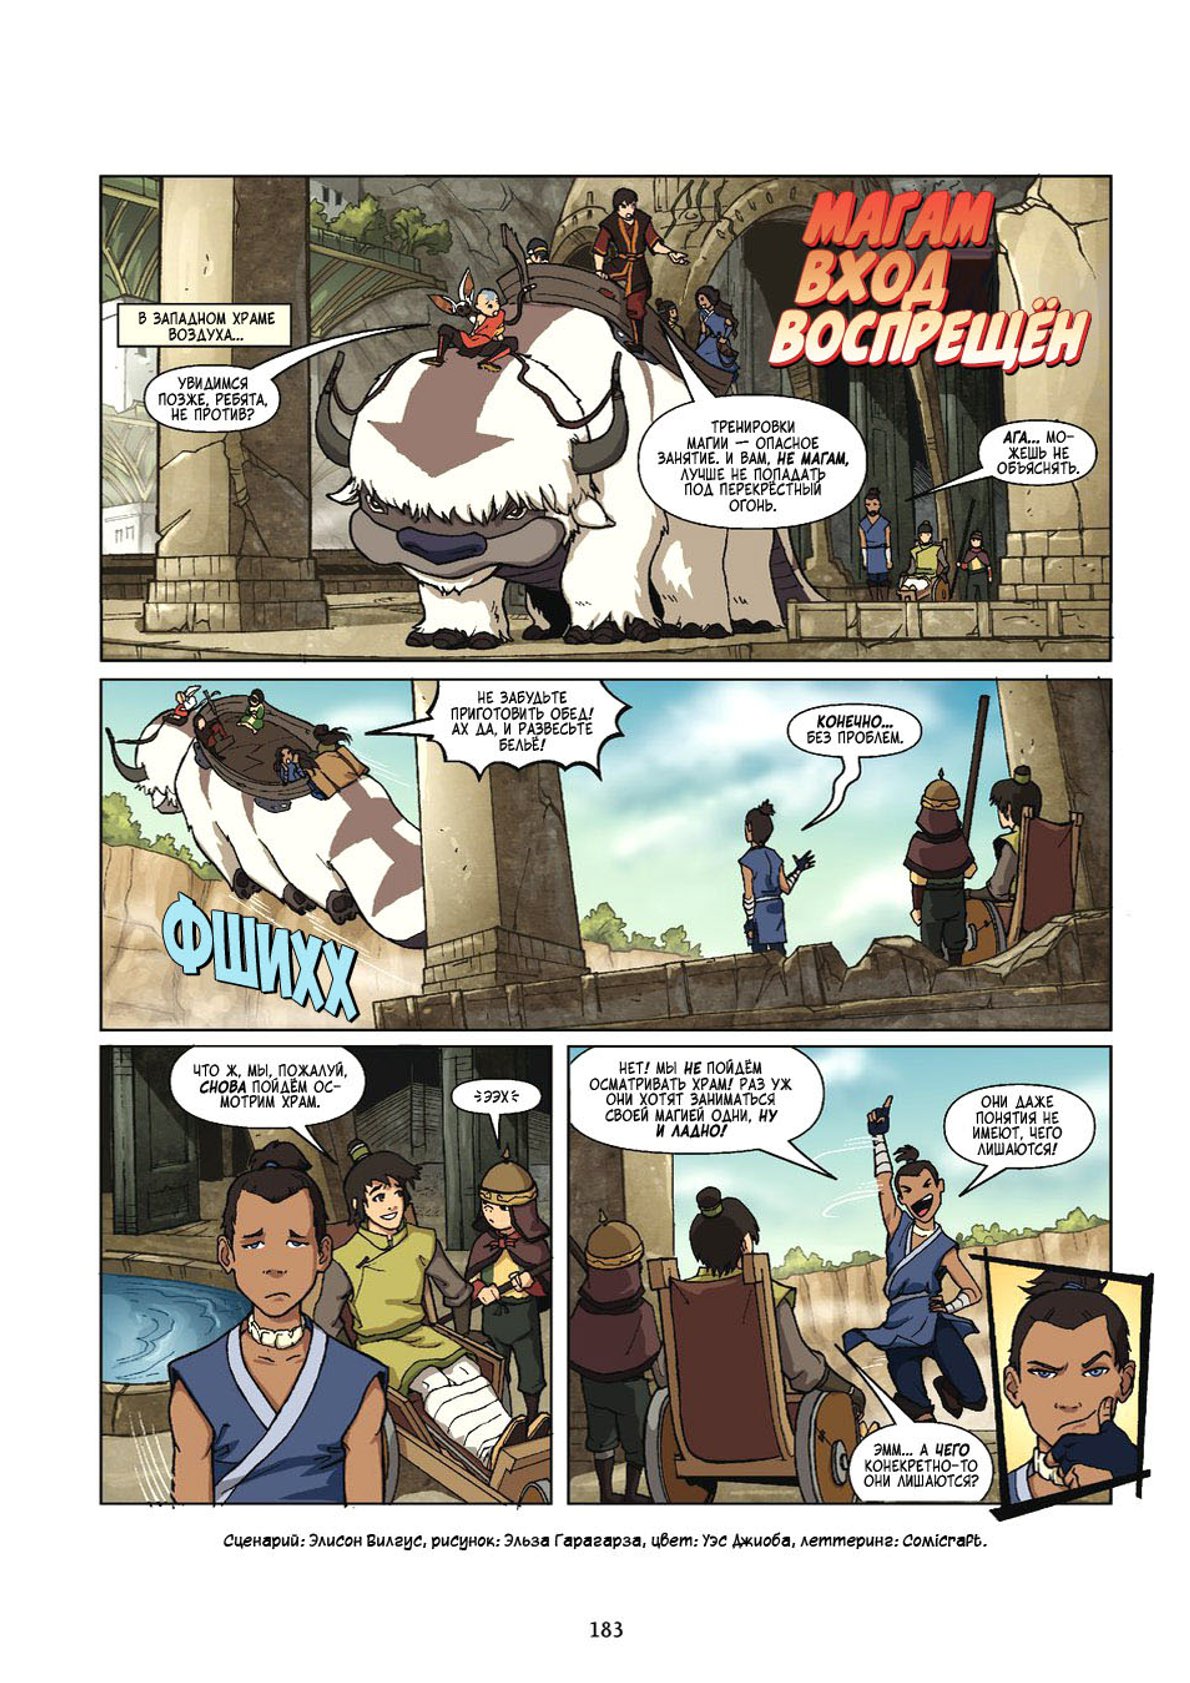 МАГАМ
ВХОД
ВОСПРЕЩЁН
В ЗАПАДНОМ ХРАМЕ
ВОЗДУХА...
УВИДИМСЯ
ПОЗЖЕ, РЕБЯТА,
НЕ ПРОТИВ?
ТРЕНИРОВКИ
МАГИИ — ОПАСНОЕ
ЗАНЯТИЕ. И ВАМ, НЕ МАГАМ,
ЛУЧШЕ НЕ ПОПАДАТЬ
ПОД ПЕРЕКРЁСТНЫЙ
ОГОНЬ.
АГА... МО-
ЖЕШЬ НЕ
ОБЪЯСНЯТЬ.
НЕ ЗАБУДЬТЕ
ПРИГОТОВИТЬ ОБЕД!
АХ ДА, И РАЗВЕСЬТЕ
БЕЛЬЁ!
КОНЕЧНО...
БЕЗ ПРОБЛЕМ.
ФШИХХ
ЧТО Ж, МЫ, ПОЖАЛУЙ,
СНОВА ПОЙДЁМ ОС-
МОТРИМ ХРАМ.
ЭЭХ
НЕТ! МЫ НЕ ПОЙДЁМ
ОСМАТРИВАТЬ ХРАМ! РАЗ УЖ
ОНИ ХОТЯТ ЗАНИМАТЬСЯ
СВОЕЙ МАГИЕЙ ОДНИ, НУ
И ЛАДНО!
ОНИ ДАЖЕ
ПОНЯТИЯ НЕ
ИМЕЮТ, ЧЕГО
ЛИШАЮТСЯ!
ЭММ... А ЧЕГО
КОНЕКРЕТНО-ТО
ОНИ ЛИШАЮТСЯ?
Сценарий: Элисон Вилгус, рисунок: Эльза Гарагарза, цвет: Уэс Джиоба, леттеринг: Comicraft.
183